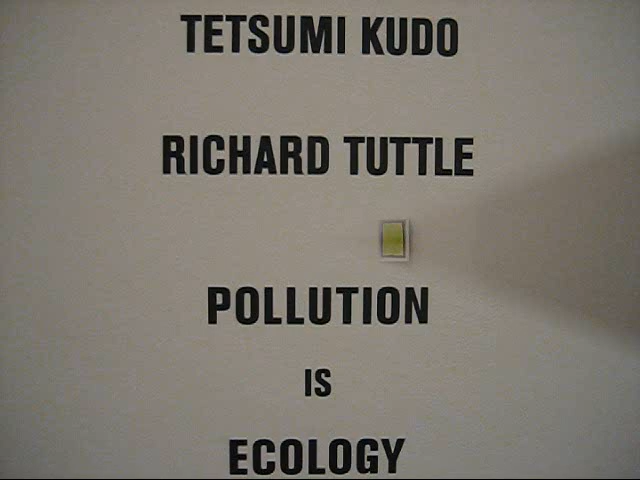 TETSUMI KUDO
RICHARD TUTTLE
POLLUTION
IS
ECOLOGY